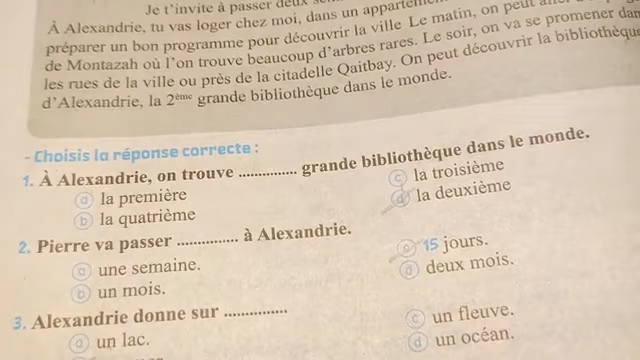 Je t'invite à passer deux
À Alexandrie, tu vas loger chez moi, dans un
préparer un bon programme pour découvrir la ville Le matin, on peut
de Montazah où l'on trouve beaucoup d'arbres rares. Le soir, on va se promener dan
les rues de la ville ou près de la citadelle Qaitbay. On peut découvrir la bibliothèque
d'Alexandrie, la 2ème grande bibliothèque dans le monde.
- Choisis la réponse correcte :
1. À Alexandrie, on trouve ............... grande bibliothèque dans le monde.
a la première
c la troisième
b la quatrième
d la deuxième
2. Pierre va passer ............... à Alexandrie.
a une semaine.
c 15 jours.
b un mois.
d deux mois.
3. Alexandrie donne sur ...............
a un lac.
c un fleuve.
d un océan.